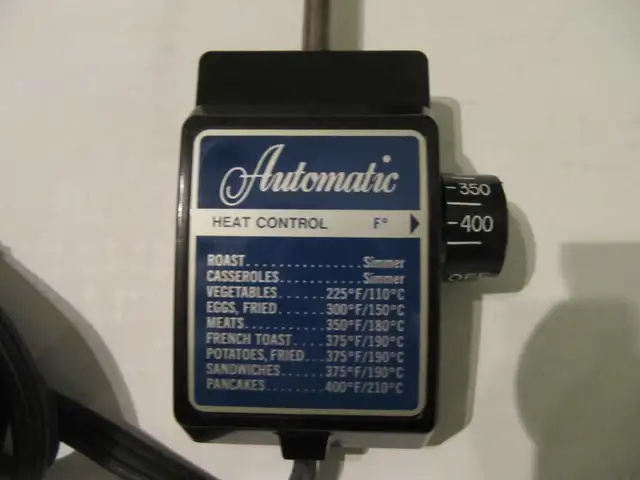 Automatic
HEAT CONTROL F°
ROAST..............Simmer
CASSEROLES.........Simmer
VEGETABLES......225°F/110°C
EGGS, FRIED.....300°F/150°C
MEATS...........350°F/180°C
FRENCH TOAST....375°F/190°C
POTATOES, FRIED..375°F/190°C
SANDWICHES......375°F/190°C
PANCAKES........400°F/210°C
350
400
OFF